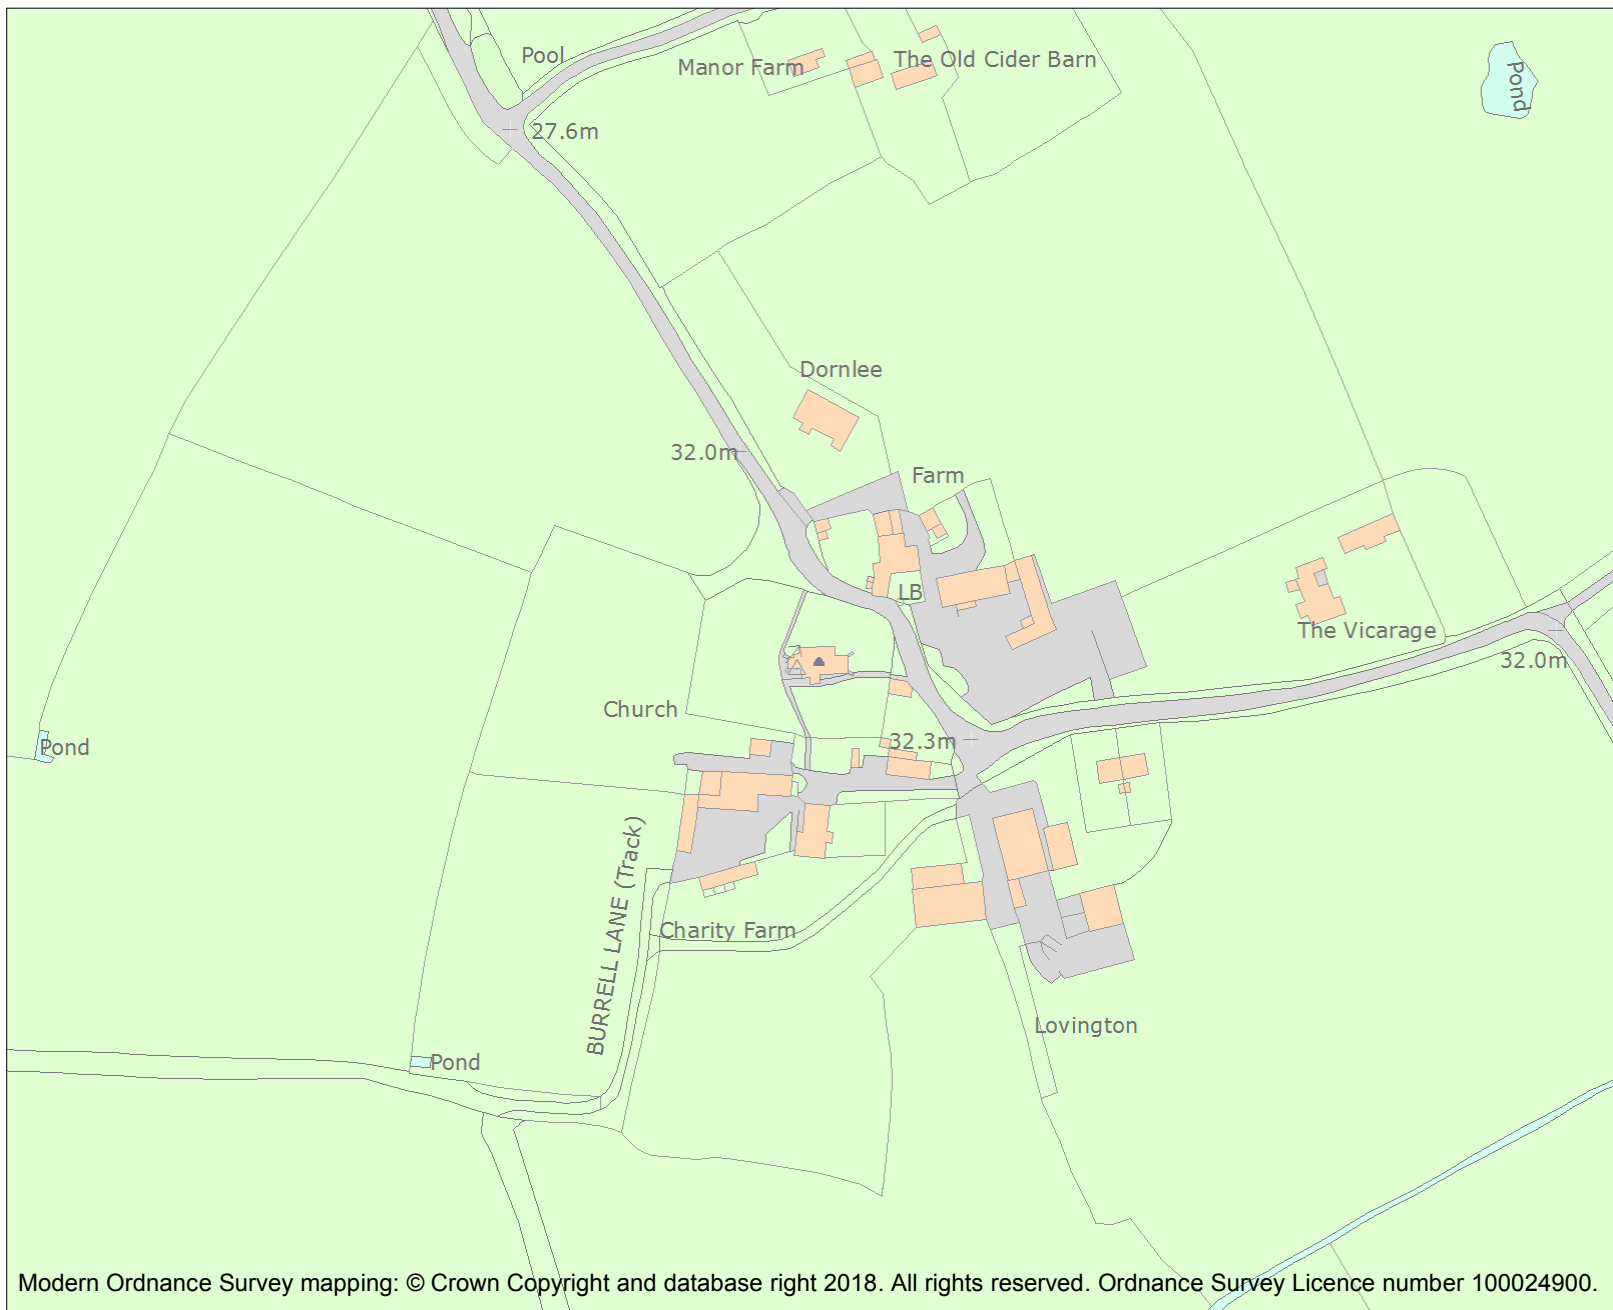 Pool
Manor Farm
The Old Cider Barn
Pond
27.6m
Dornlee
32.0m
Farm
LB
The Vicarage
32.0m
Church
32.3m
Pond
BURRELL LANE (Track)
Charity Farm
Lovington
Pond
Modern Ordnance Survey mapping: © Crown Copyright and database right 2018. All rights reserved. Ordnance Survey Licence number 100024900.